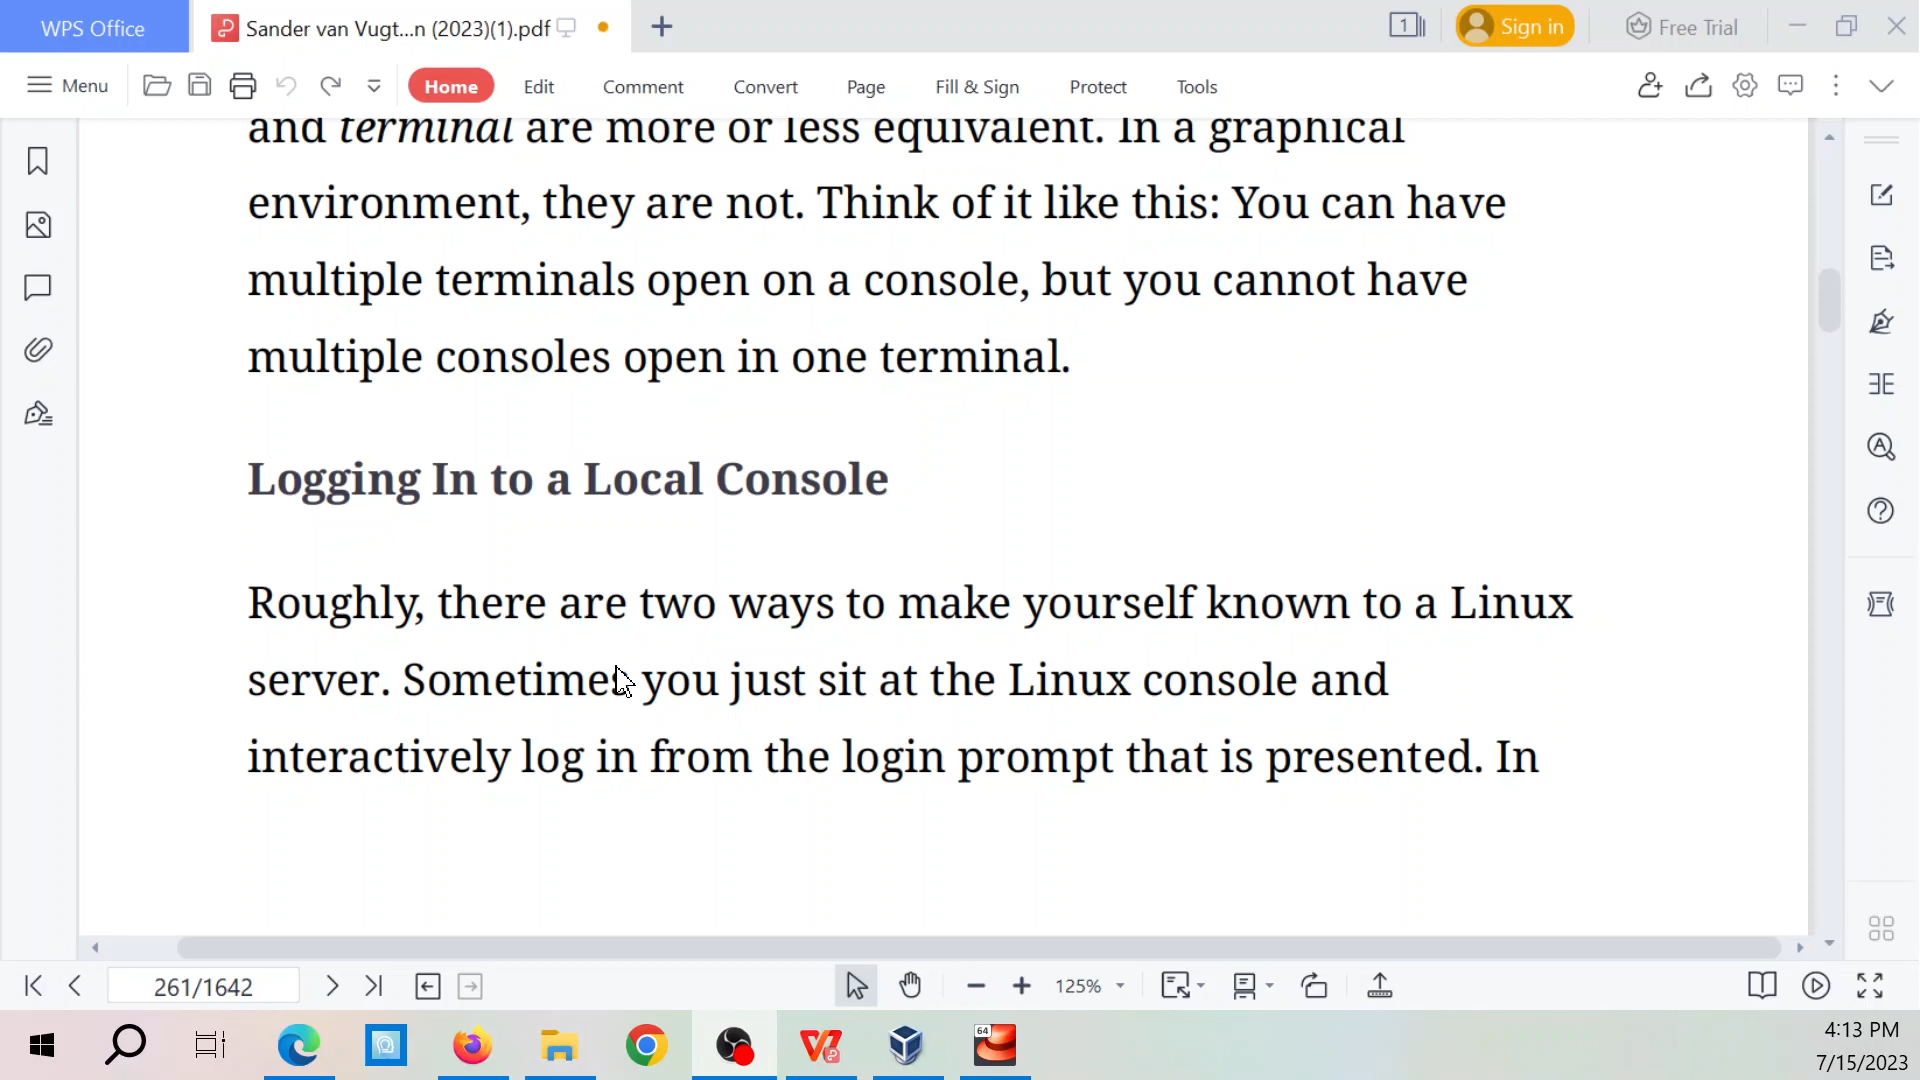 WPS Office
Sander van Vugt...n (2023)(1).pdf
1
Sign in
Free Trial
Menu
Home
Edit
Comment
Convert
Page
Fill & Sign
Protect
Tools
and terminal are more or less equivalent. In a graphical
environment, they are not. Think of it like this: You can have
multiple terminals open on a console, but you cannot have
multiple consoles open in one terminal.
Logging In to a Local Console
Roughly, there are two ways to make yourself known to a Linux
server. Sometimes you just sit at the Linux console and
interactively log in from the login prompt that is presented. In
261/1642
125%
64
4:13 PM
7/15/2023